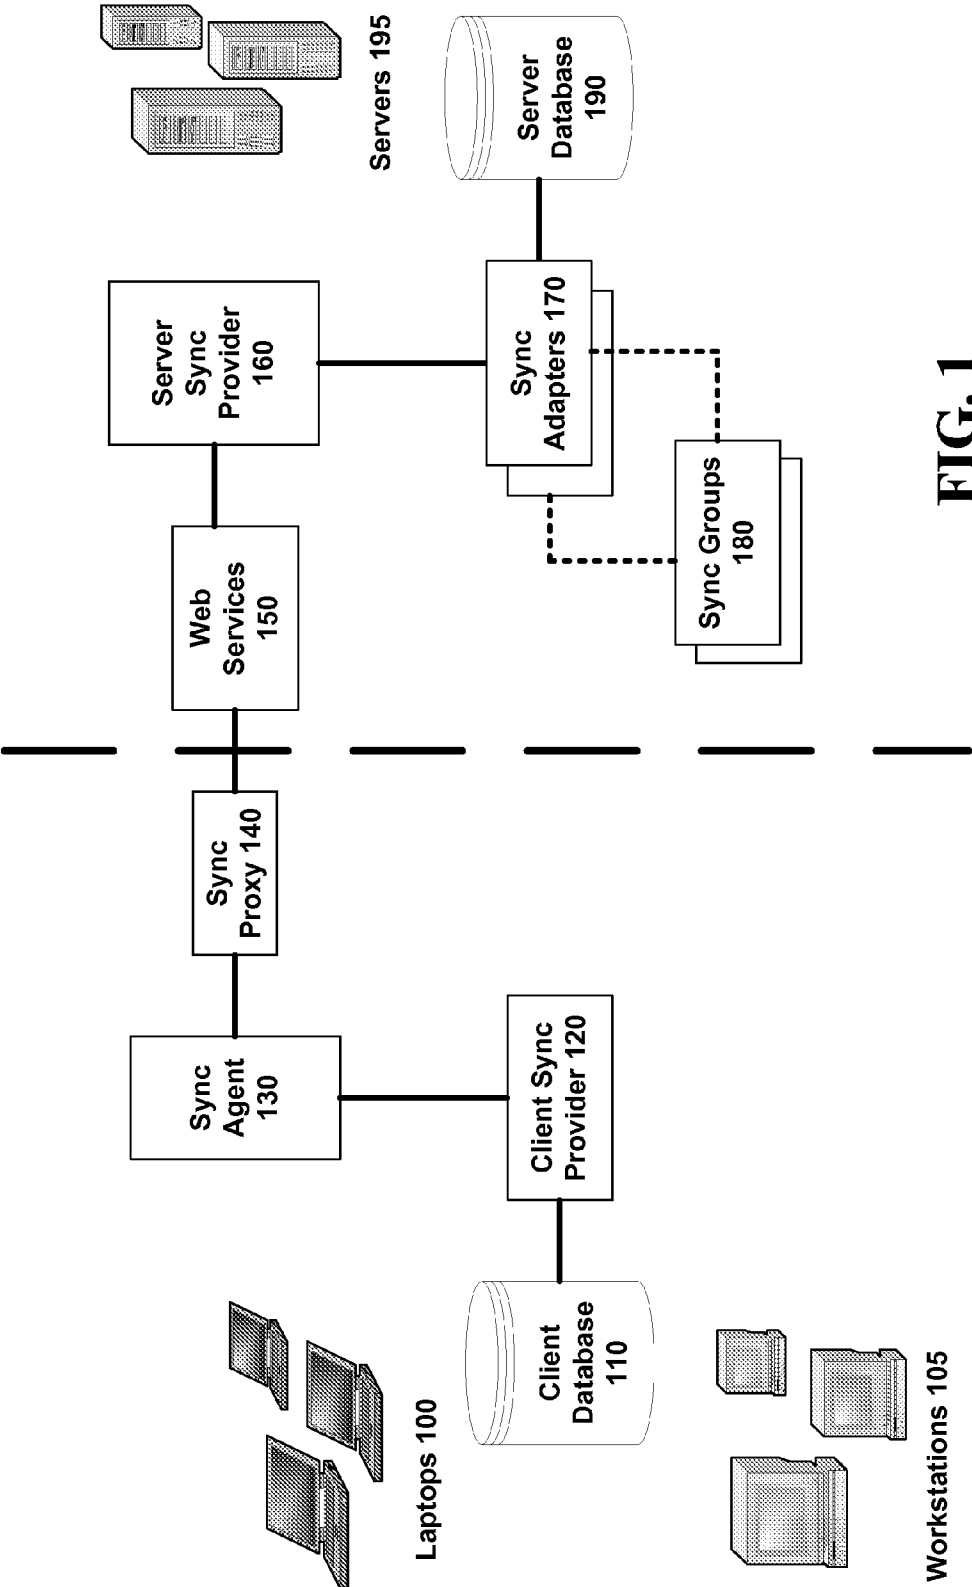 Laptops 100
Sync
Agent
130
Sync
Proxy 140
Web
Services
150
Server
Sync
Provider
160
Servers 195
Client
Database
110
Client Sync
Provider 120
Sync
Adapters 170
Server
Database
190
Sync Groups
180
Workstations 105
FIG. 1